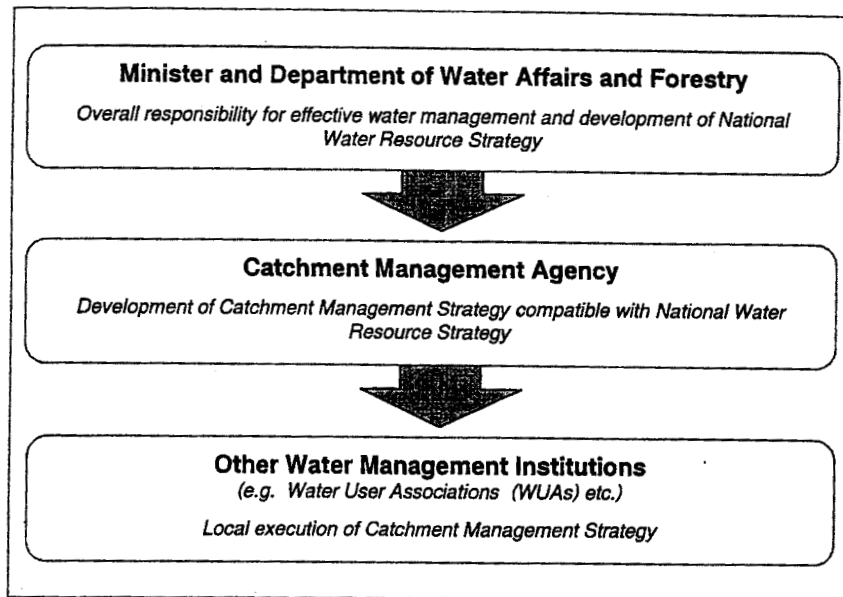 Minister and Department of Water Affairs and Forestry
Overall responsibility for effective water management and development of National
Water Resource Strategy
Catchment Management Agency
Development of Catchment Management Strategy compatible with National Water
Resource Strategy
Other Water Management Institutions
(e.g. Water User Associations (WUAs) etc.)
Local execution of Catchment Management Strategy